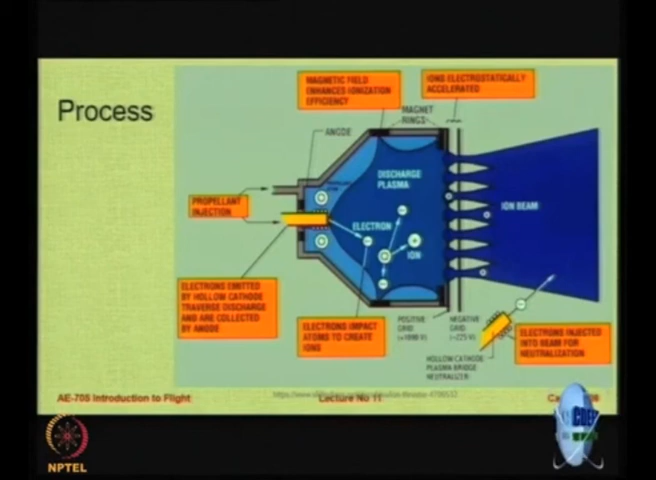 Process
MAGNETIC FIELD
ENHANCES IONIZATION
EFFICIENCY
IONS ELECTROSTATICALLY
ACCELERATED
MAGNET
RINGS
ANODE
DISCHARGE
PLASMA
PROPELLANT
INJECTION
ELECTRON
ION
ION BEAM
ELECTRONS EMITTED
BY HOLLOW CATHODE
TRAVERSE DISCHARGE
AND ARE COLLECTED
BY ANODE
ELECTRONS IMPACT
ATOMS TO CREATE
IONS
POSITIVE
GRID
(+1090 V)
NEGATIVE
GRID
(-225 V)
ELECTRONS INJECTED
INTO BEAM FOR
NEUTRALIZATION
HOLLOW CATHODE
PLASMA BRIDGE
NEUTRALIZER
AE-705 Introduction to Flight
Lecture No 11
NPTEL
CDEEP